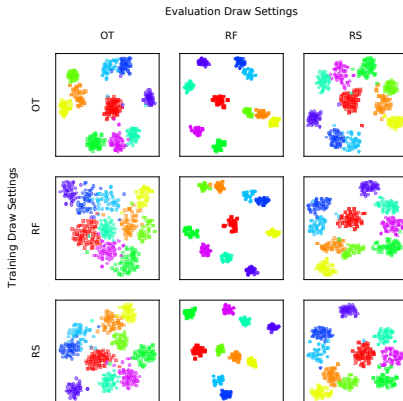 Evaluation Draw Settings
OT RF RS
Training Draw Settings
OT
RF
RS